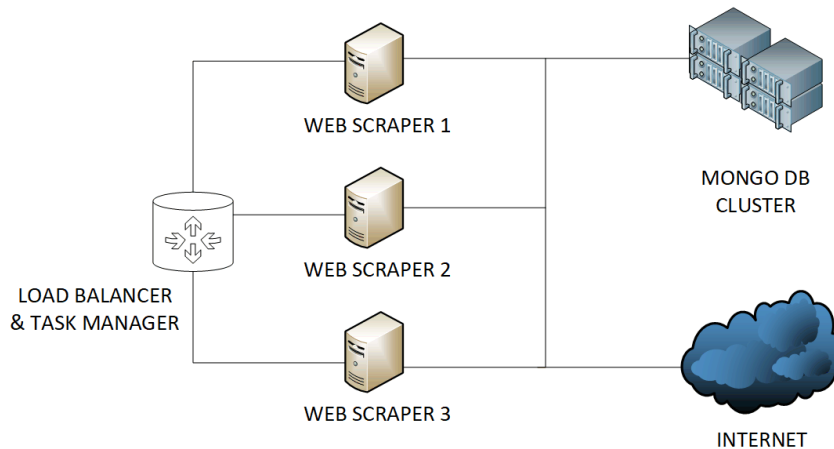 WEB SCRAPER 1
MONGO DB
CLUSTER
WEB SCRAPER 2
LOAD BALANCER
& TASK MANAGER
WEB SCRAPER 3
INTERNET